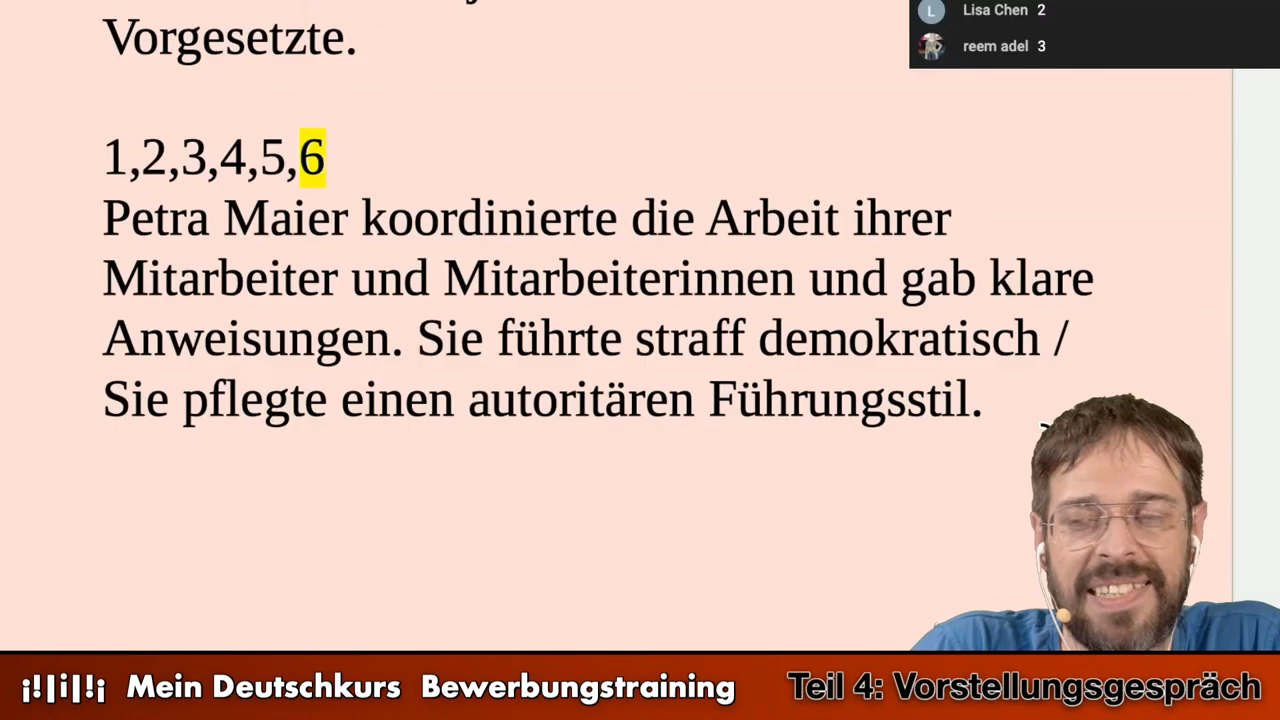 Lisa Chen 2
Vorgesetzte.
reem adel 3
1,2,3,4,5,6
Petra Maier koordinierte die Arbeit ihrer
Mitarbeiter und Mitarbeiterinnen und gab klare
Anweisungen. Sie führte straff demokratisch /
Sie pflegte einen autoritären Führungsstil.
Mein Deutschkurs Bewerbungstraining
Teil 4: Vorstellungsgespräch